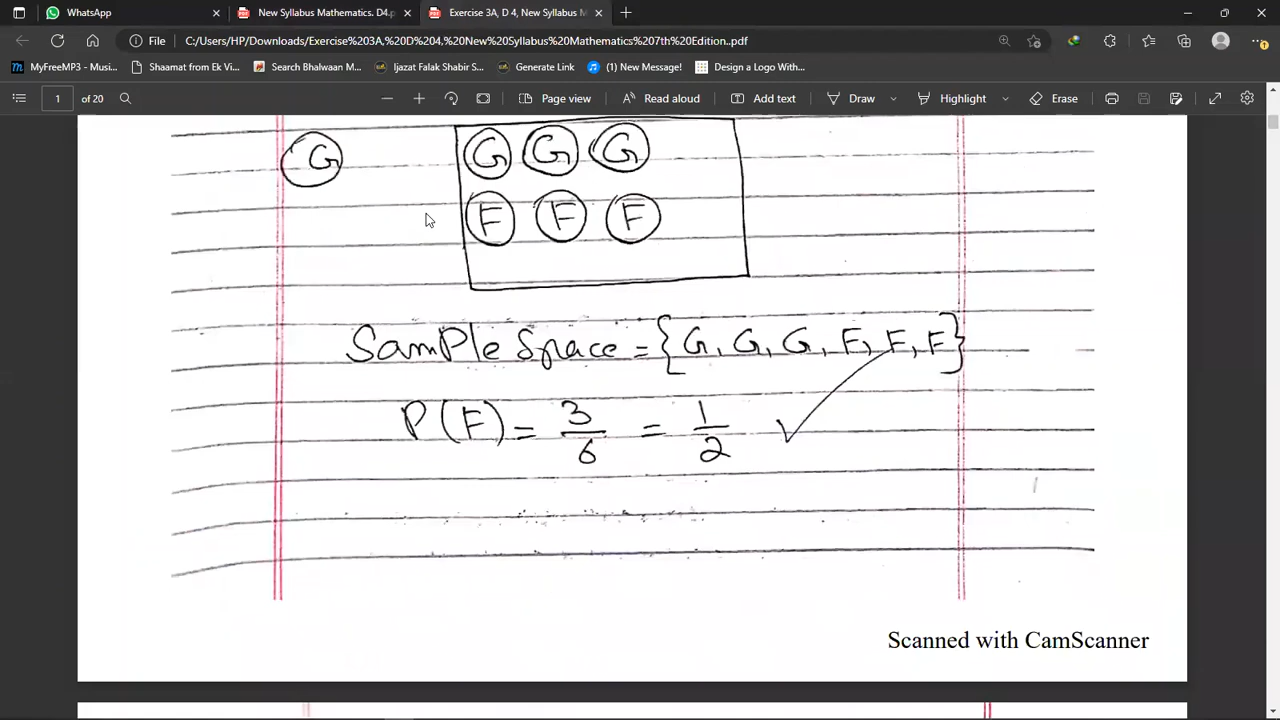 WhatsApp
New Syllabus Mathematics. D4.p
Exercise 3A, D 4, New Syllabus M
File
C:/Users/HP/Downloads/Exercise%203A,%20D%204,%20New%20Syllabus%20Mathematics%207th%20Edition..pdf
MyFreeMP3 - Musi...
Shaamat from Ek Vi...
Search Bhalwaan M...
Ijazat Falak Shabir S...
Generate Link
(1) New Message!
Design a Logo With...
1 of 20
Page view
Read aloud
Add text
Draw
Highlight
Erase
G G G G
F F F
Sample Space = {G, G, G, F, F, F}
P(F) = 3/6 = 1/2 ✓
Scanned with CamScanner